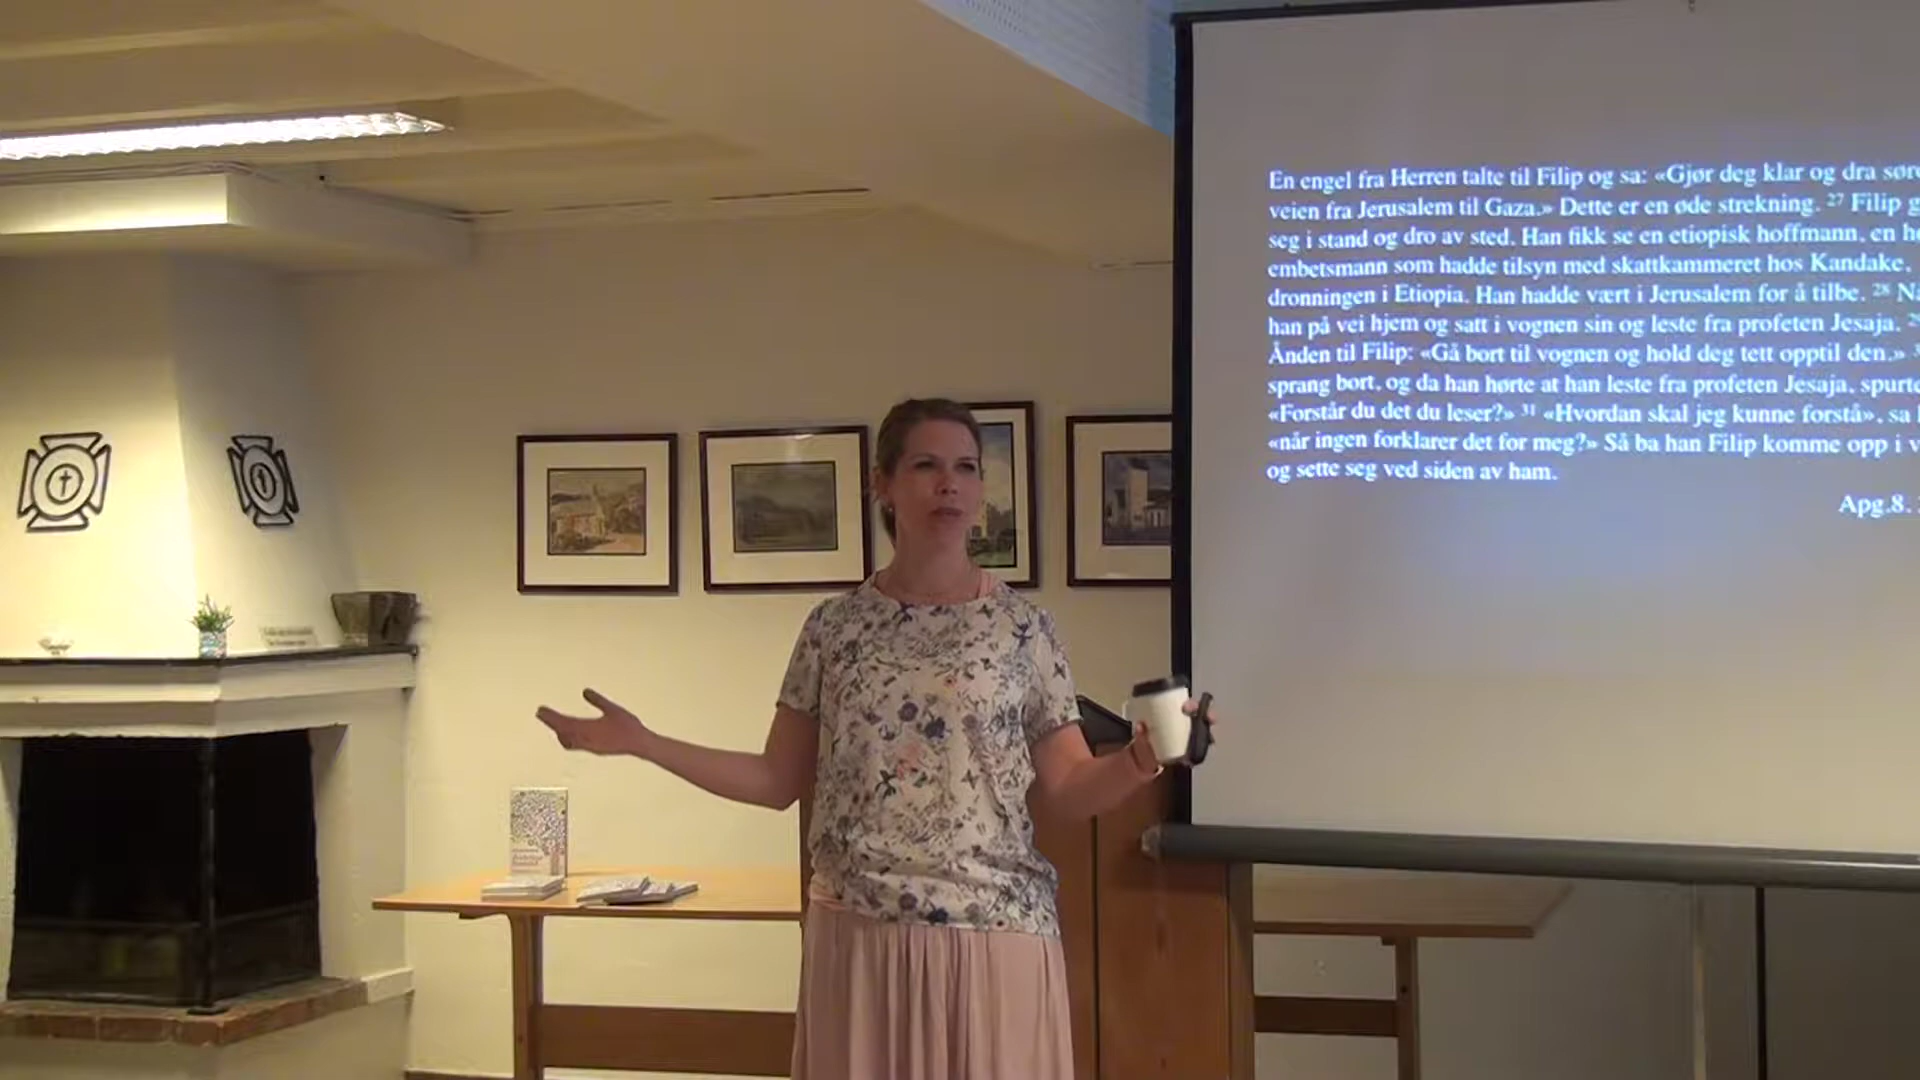 En engel fra Herren talte til Filip og sa: «Gjør deg klar og dra
veien fra Jerusalem til Gaza.» Dette er en øde strekning. ²⁷ Filip
seg i stand og dro av sted. Han fikk se en etiopisk hoffmann, en
embetsmann som hadde tilsyn med skattkammeret hos Kandake,
dronningen i Etiopia. Han hadde vært i Jerusalem for å tilbe. ²⁸
han på vei hjem og satt i vognen sin og leste fra profeten Jesaja.
Ånden til Filip: «Gå bort til vognen og hold deg tett opptil den.»
sprang bort, og da han hørte at han leste fra profeten Jesaja, spurte
«Forstår du det du leser?» ³¹ «Hvordan skal jeg kunne forstå», sa
«når ingen forklarer det for meg?» Så ba han Filip komme opp i
og sette seg ved siden av ham.
Apg.8.